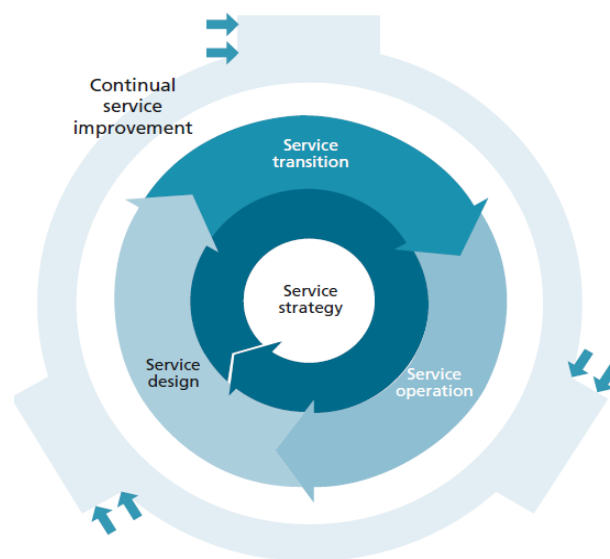 Continual
service
improvement
Service
transition
Service
strategy
Service
design
Service
operation